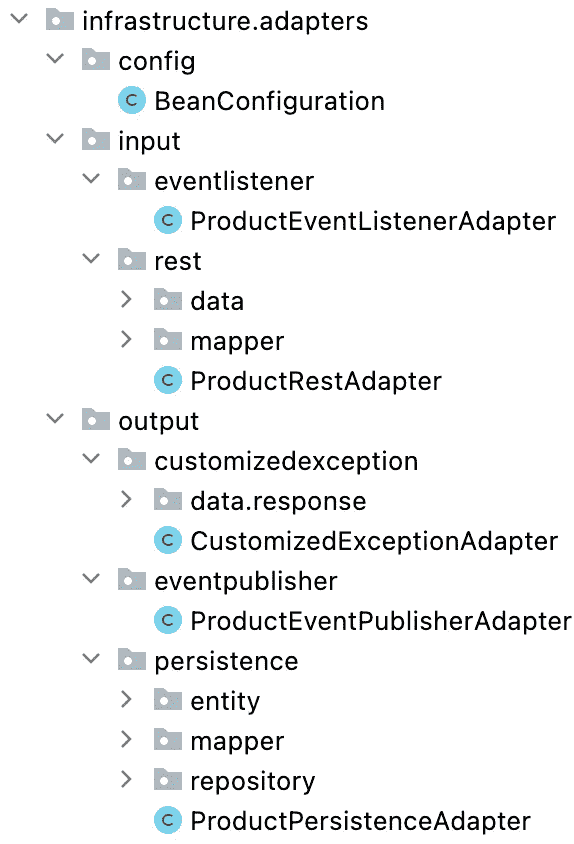 infrastructure.adapters
config
C BeanConfiguration
input
eventlistener
C ProductEventListenerAdapter
rest
data
mapper
C ProductRestAdapter
output
customizedexception
data.response
C CustomizedExceptionAdapter
eventpublisher
C ProductEventPublisherAdapter
persistence
entity
mapper
repository
C ProductPersistenceAdapter